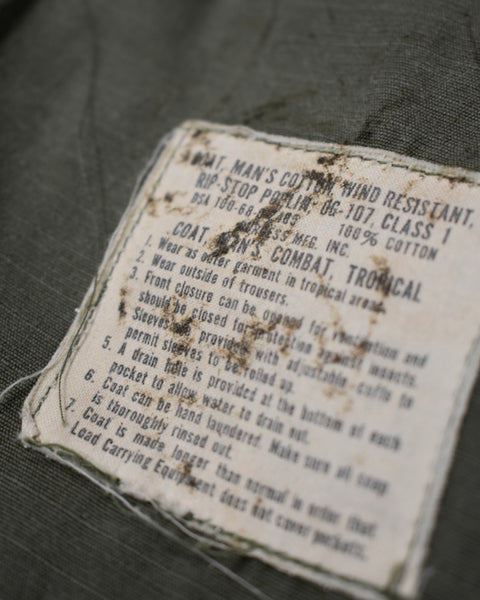 COAT, MAN'S COTTON, WIND RESISTANT,
RIP-STOP POPLIN, OG-107, CLASS I
DSA 100-68- 100% COTTON
MFG. INC.
COAT, MAN'S, COMBAT, TROPICAL
1. Wear as outer garment in tropical areas.
2. Wear outside of trousers.
3. Front closure can be opened for ventilation and
should be closed for protection against insects.
Sleeves are provided with adjustable cuffs to
permit sleeves to be rolled up.
5. A drain hole is provided at the bottom of each
pocket to allow water to drain out.
6. Coat can be hand laundered. Make sure all soap
is thoroughly rinsed out.
7. Coat is made longer than normal in order that
Load Carrying Equipment does not cover pockets.